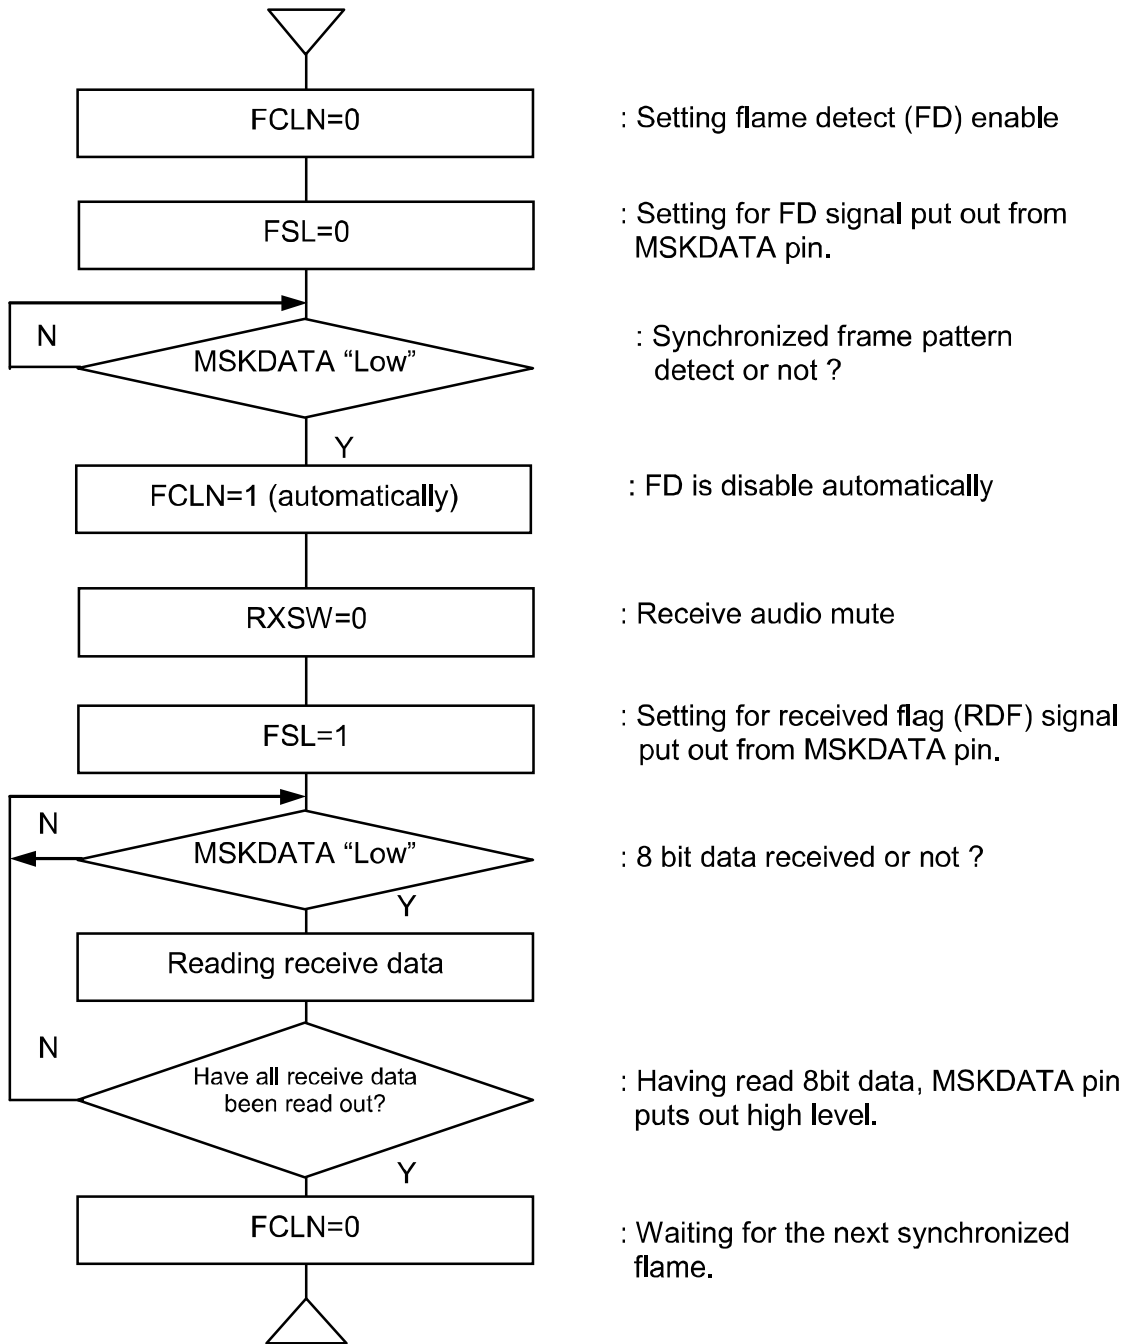 FCLN=0
: Setting flame detect (FD) enable
FSL=0
: Setting for FD signal put out from
MSKDATA pin.
N
MSKDATA “Low”
: Synchronized frame pattern
detect or not ?
Y
FCLN=1 (automatically)
: FD is disable automatically
RXSW=0
: Receive audio mute
FSL=1
: Setting for received flag (RDF) signal
put out from MSKDATA pin.
N
MSKDATA “Low”
: 8 bit data received or not ?
Y
Reading receive data
N
Have all receive data
been read out?
: Having read 8bit data, MSKDATA pin
puts out high level.
Y
FCLN=0
: Waiting for the next synchronized
flame.